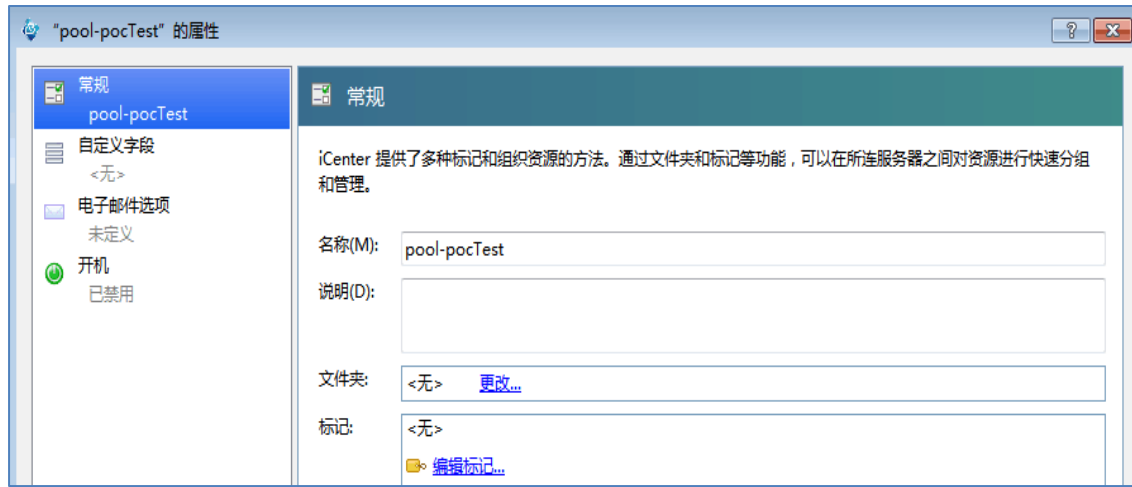 “pool-pocTest” 的属性
常规
pool-pocTest
自定义字段
<无>
电子邮件选项
未定义
开机
已禁用
常规
iCenter 提供了多种标记和组织资源的方法。通过文件夹和标记等功能，可以在所连服务器之间对资源进行快速分组
和管理。
名称(M): pool-pocTest
说明(D):
文件夹: <无> 更改...
标记: <无>
编辑标记...